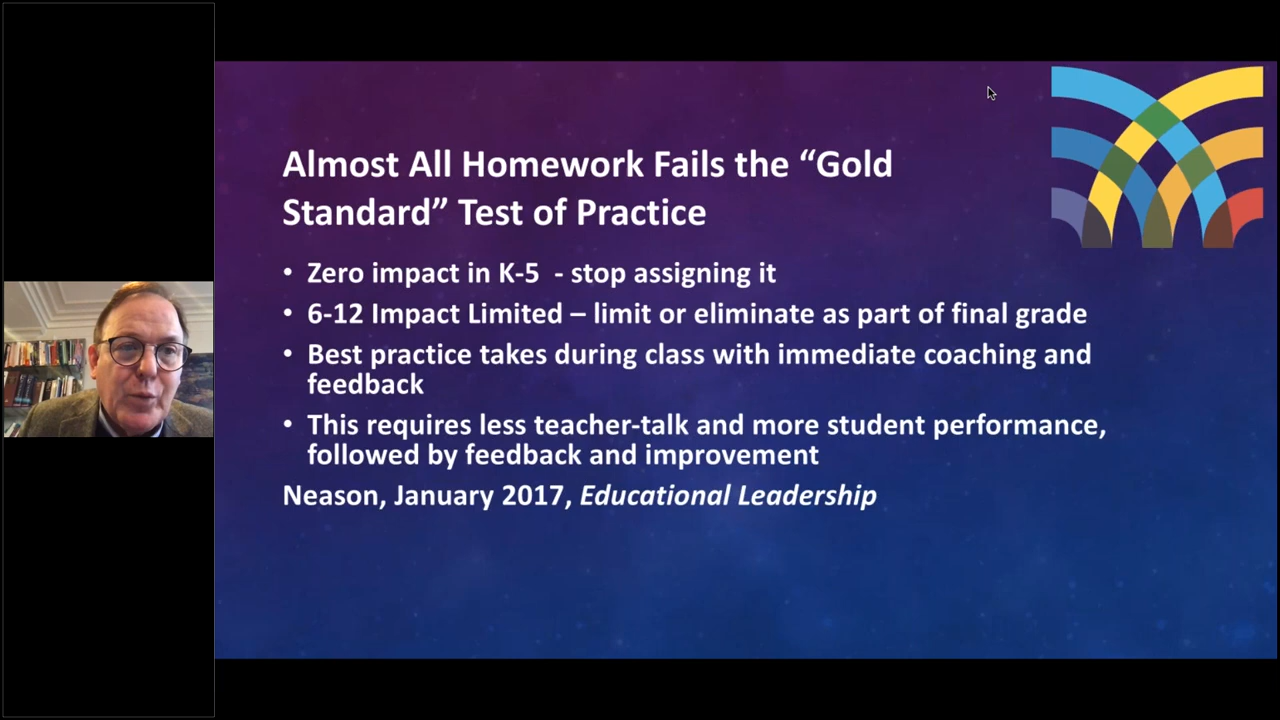 Almost All Homework Fails the “Gold
Standard” Test of Practice
• Zero impact in K-5  - stop assigning it
• 6-12 Impact Limited – limit or eliminate as part of final grade
• Best practice takes during class with immediate coaching and
feedback
• This requires less teacher-talk and more student performance,
followed by feedback and improvement
Neason, January 2017, Educational Leadership